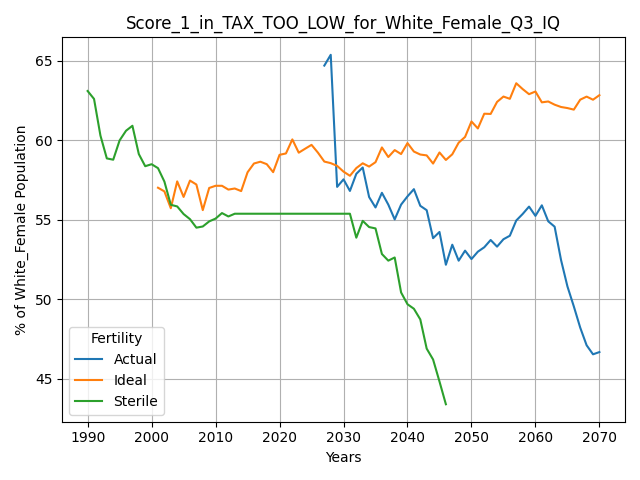 Score_1_in_TAX_TOO_LOW_for_White_Female_Q3_IQ
% of White_Female Population
65
60
55
50
45
Fertility
Actual
Ideal
Sterile
1990 2000 2010 2020 2030 2040 2050 2060 2070
Years